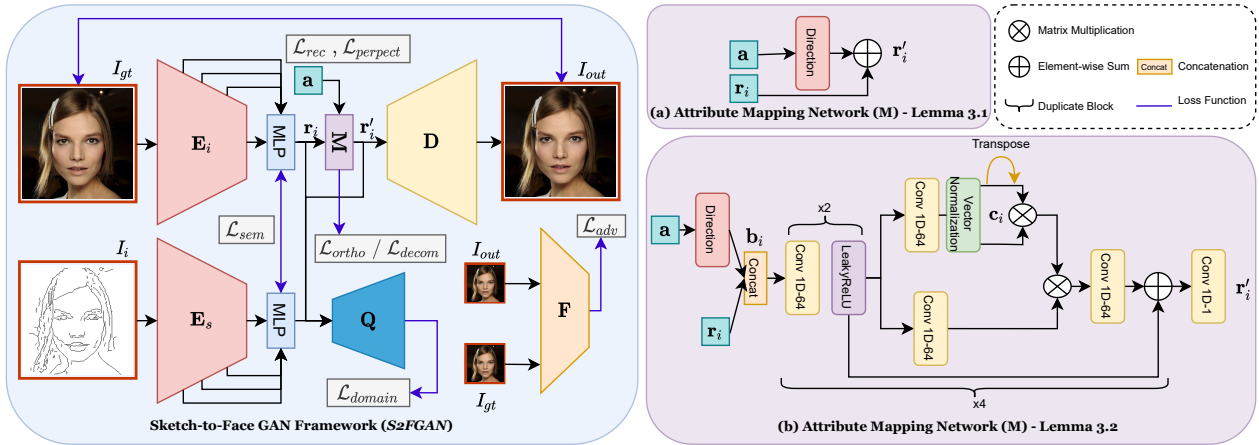 I_gt
L_rec , L_perpect
a
I_out
E_i
MLP
r_i
M
r'_i
D
L_sem
I_i
L_ortho / L_decom
L_adv
I_out
E_s
MLP
Q
F
L_domain
I_gt
Sketch-to-Face GAN Framework (S2FGAN)
a
r_i
Direction
r'_i
(a) Attribute Mapping Network (M) - Lemma 3.1
Matrix Multiplication
Element-wise Sum
Concat
Concatenation
Duplicate Block
Loss Function
Transpose
a
Direction
b_i
Concat
r_i
x2
Conv 1D-64
LeakyReLU
Conv 1D-64
Vector
Normalization
c_i
Conv 1D-64
Conv 1D-64
Conv 1D-1
r'_i
x4
(b) Attribute Mapping Network (M) - Lemma 3.2